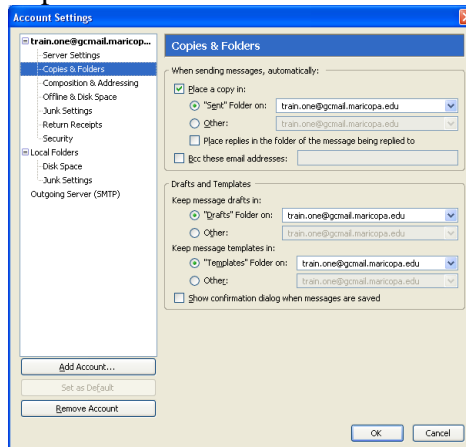 Account Settings
train.one@gcmail.maricop...
Server Settings
Copies & Folders
Composition & Addressing
Offline & Disk Space
Junk Settings
Return Receipts
Security
Local Folders
Disk Space
Junk Settings
Outgoing Server (SMTP)
Add Account...
Set as Default
Remove Account
Copies & Folders
When sending messages, automatically:
Place a copy in:
"Sent" Folder on: train.one@gcmail.maricopa.edu
Other: train.one@gcmail.maricopa.edu
Place replies in the folder of the message being replied to
Bcc these email addresses:
Drafts and Templates
Keep message drafts in:
"Drafts" Folder on: train.one@gcmail.maricopa.edu
Other: train.one@gcmail.maricopa.edu
Keep message templates in:
"Templates" Folder on: train.one@gcmail.maricopa.edu
Other: train.one@gcmail.maricopa.edu
Show confirmation dialog when messages are saved
OK Cancel